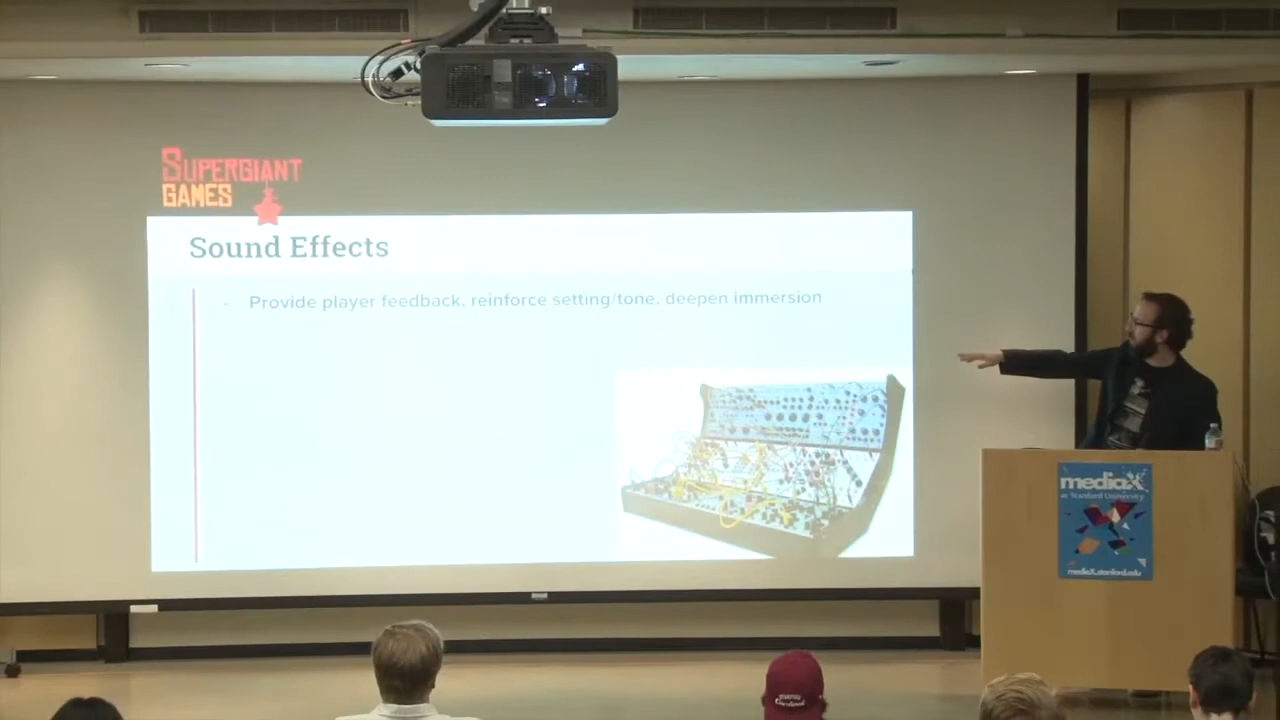 SUPERGIANT
GAMES
Sound Effects
- Provide player feedback, reinforce setting/tone, deepen immersion
mediaX
at Stanford University
mediaX.stanford.edu
Cardinal